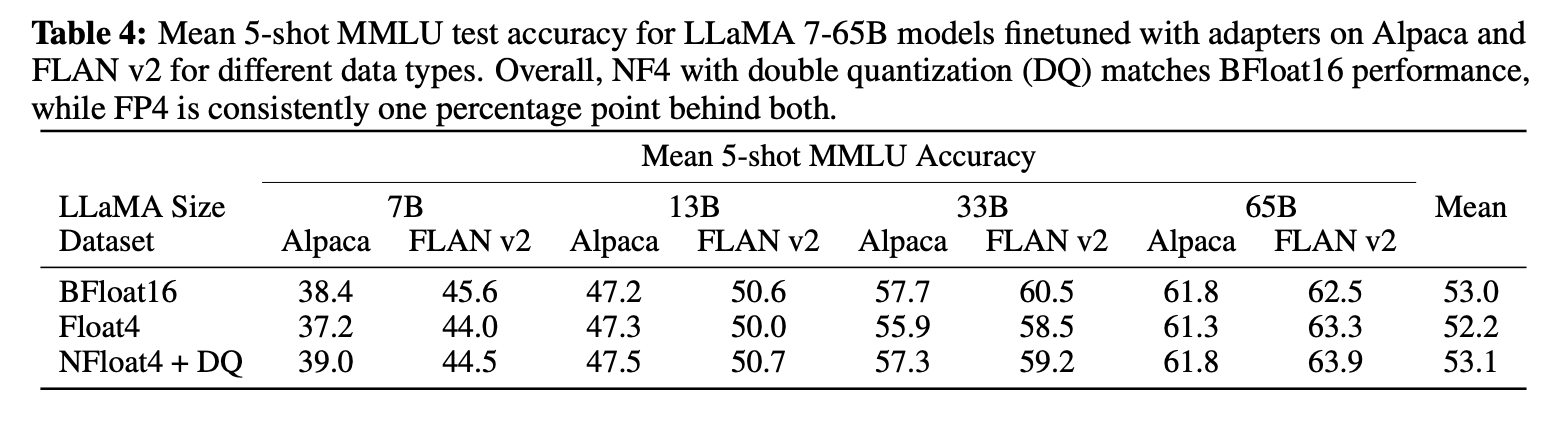 Table 4: Mean 5-shot MMLU test accuracy for LLaMA 7-65B models finetuned with adapters on Alpaca and
FLAN v2 for different data types. Overall, NF4 with double quantization (DQ) matches BFloat16 performance,
while FP4 is consistently one percentage point behind both.
Mean 5-shot MMLU Accuracy
LLaMA Size 7B 13B 33B 65B Mean
Dataset Alpaca FLAN v2 Alpaca FLAN v2 Alpaca FLAN v2 Alpaca FLAN v2
BFloat16 38.4 45.6 47.2 50.6 57.7 60.5 61.8 62.5 53.0
Float4 37.2 44.0 47.3 50.0 55.9 58.5 61.3 63.3 52.2
NFloat4 + DQ 39.0 44.5 47.5 50.7 57.3 59.2 61.8 63.9 53.1